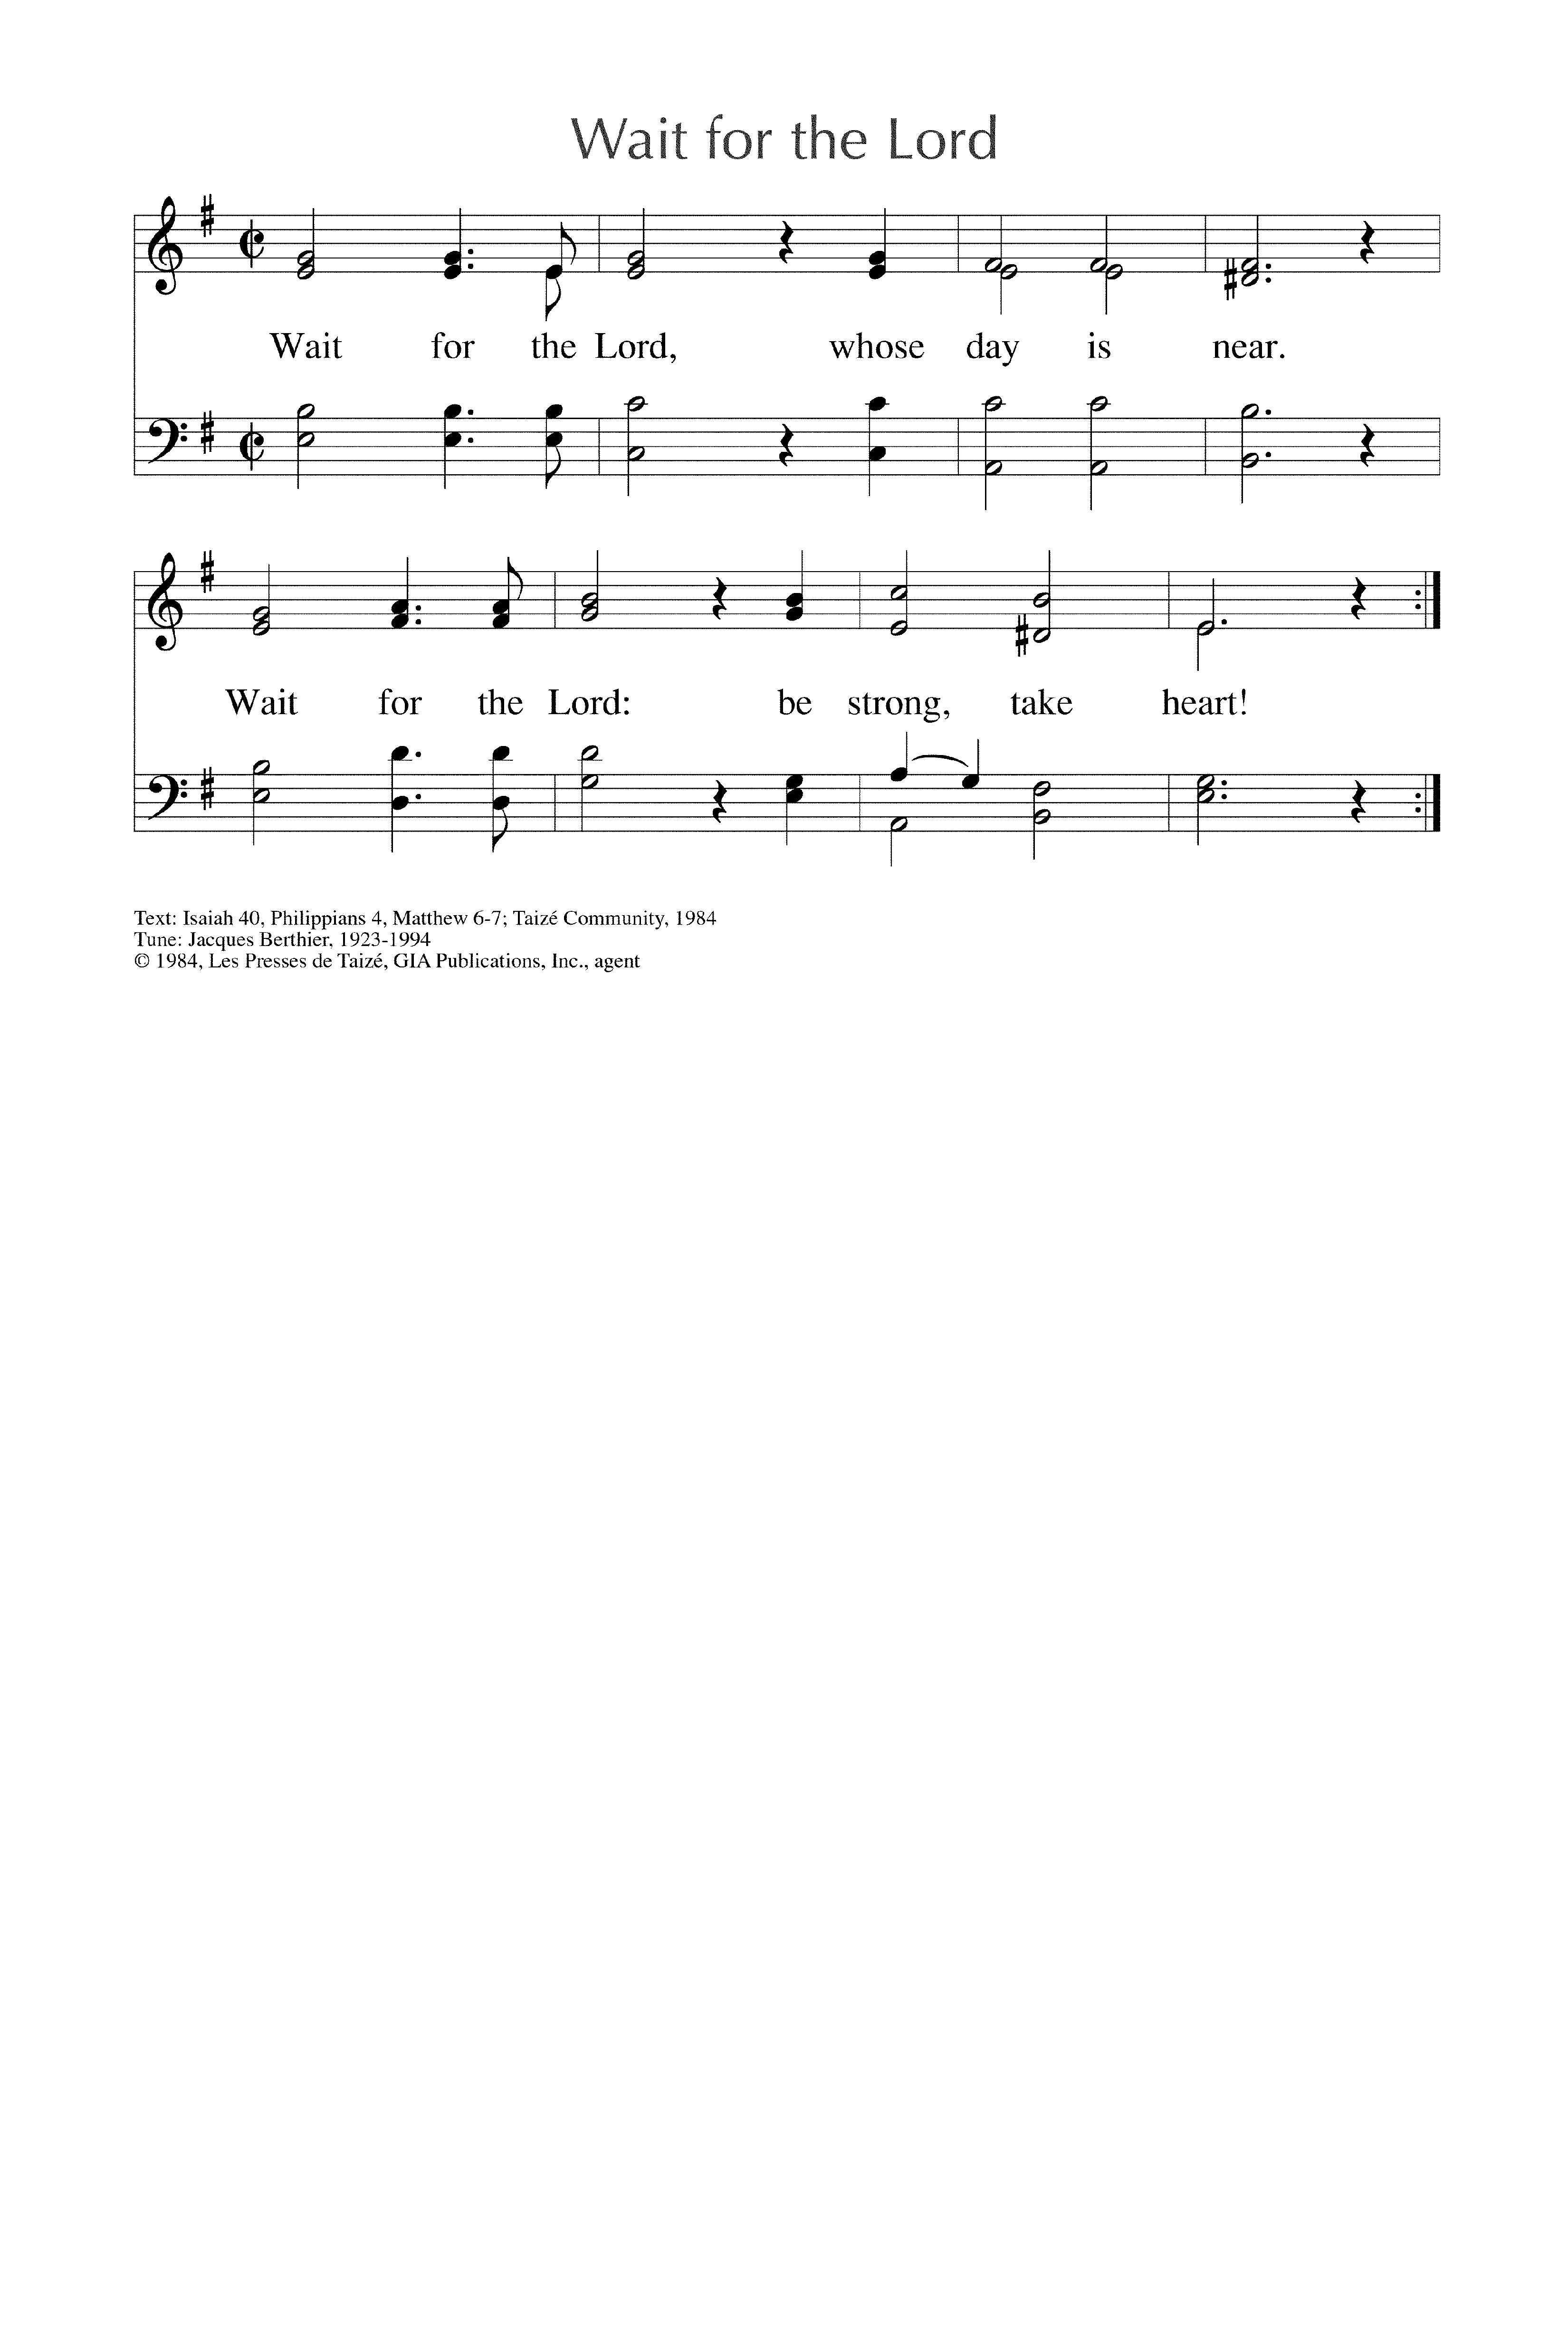 Wait for the Lord
Wait for the Lord, whose day is near.
Wait for the Lord: be strong, take heart!
Text: Isaiah 40, Philippians 4, Matthew 6-7; Taizé Community, 1984
Tune: Jacques Berthier, 1923-1994
© 1984, Les Presses de Taizé, GIA Publications, Inc., agent